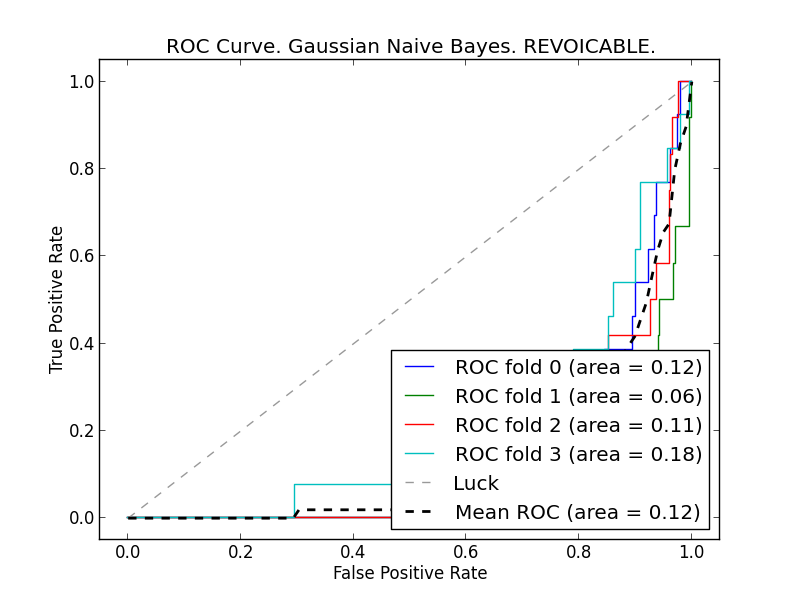 ROC Curve. Gaussian Naive Bayes. REVOICABLE.
True Positive Rate
1.0
0.8
0.6
0.4
0.2
0.0
ROC fold 0 (area = 0.12)
ROC fold 1 (area = 0.06)
ROC fold 2 (area = 0.11)
ROC fold 3 (area = 0.18)
Luck
Mean ROC (area = 0.12)
0.0 0.2 0.4 0.6 0.8 1.0
False Positive Rate